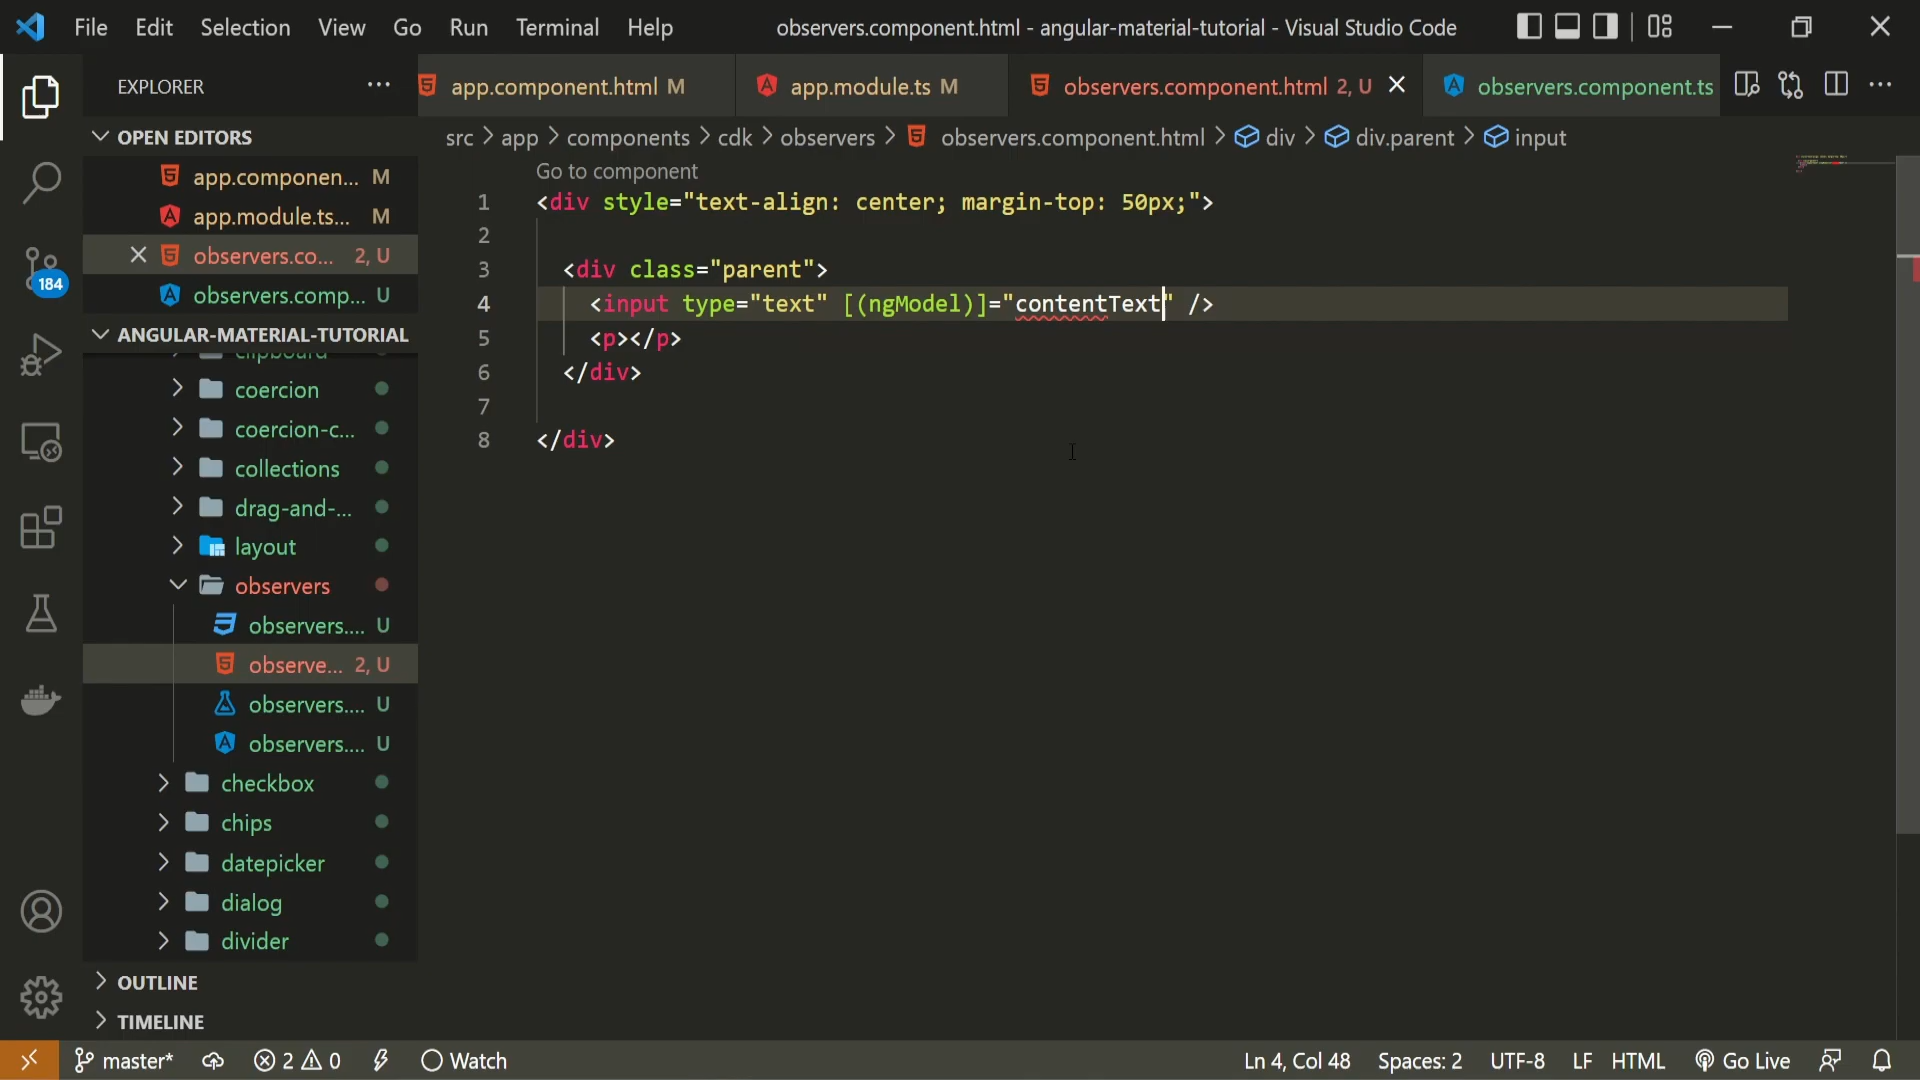 File Edit Selection View Go Run Terminal Help
observers.component.html - angular-material-tutorial - Visual Studio Code
EXPLORER
app.component.html M
app.module.ts M
observers.component.html 2, U
observers.component.ts
OPEN EDITORS
app.componen... M
app.module.ts... M
observers.co... 2, U
observers.comp... U
184
ANGULAR-MATERIAL-TUTORIAL
clipboard
coercion
coercion-c...
collections
drag-and-...
layout
observers
observers.... U
observe... 2, U
observers.... U
observers.... U
checkbox
chips
datepicker
dialog
divider
OUTLINE
TIMELINE
src > app > components > cdk > observers > observers.component.html > div > div.parent > input
Go to component
1 <div style="text-align: center; margin-top: 50px;">
2
3 <div class="parent">
4 <input type="text" [(ngModel)]="contentText" />
5 <p></p>
6 </div>
7
8 </div>
master* 2 0 Watch
Ln 4, Col 48 Spaces: 2 UTF-8 LF HTML Go Live